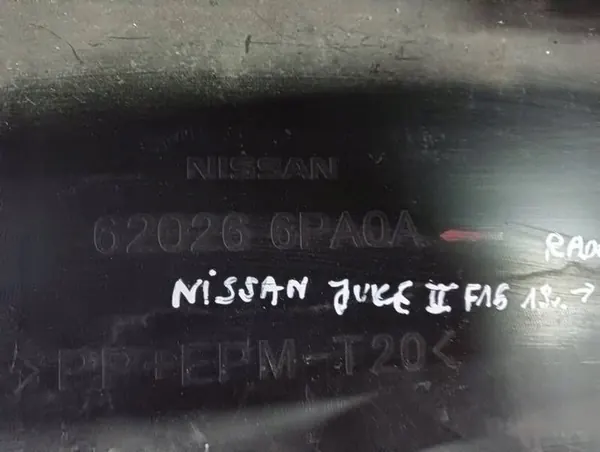 NISSAN
62026 6PA0A
NISSAN JUKE II F16 19.. →
>PP+EPM-T20<